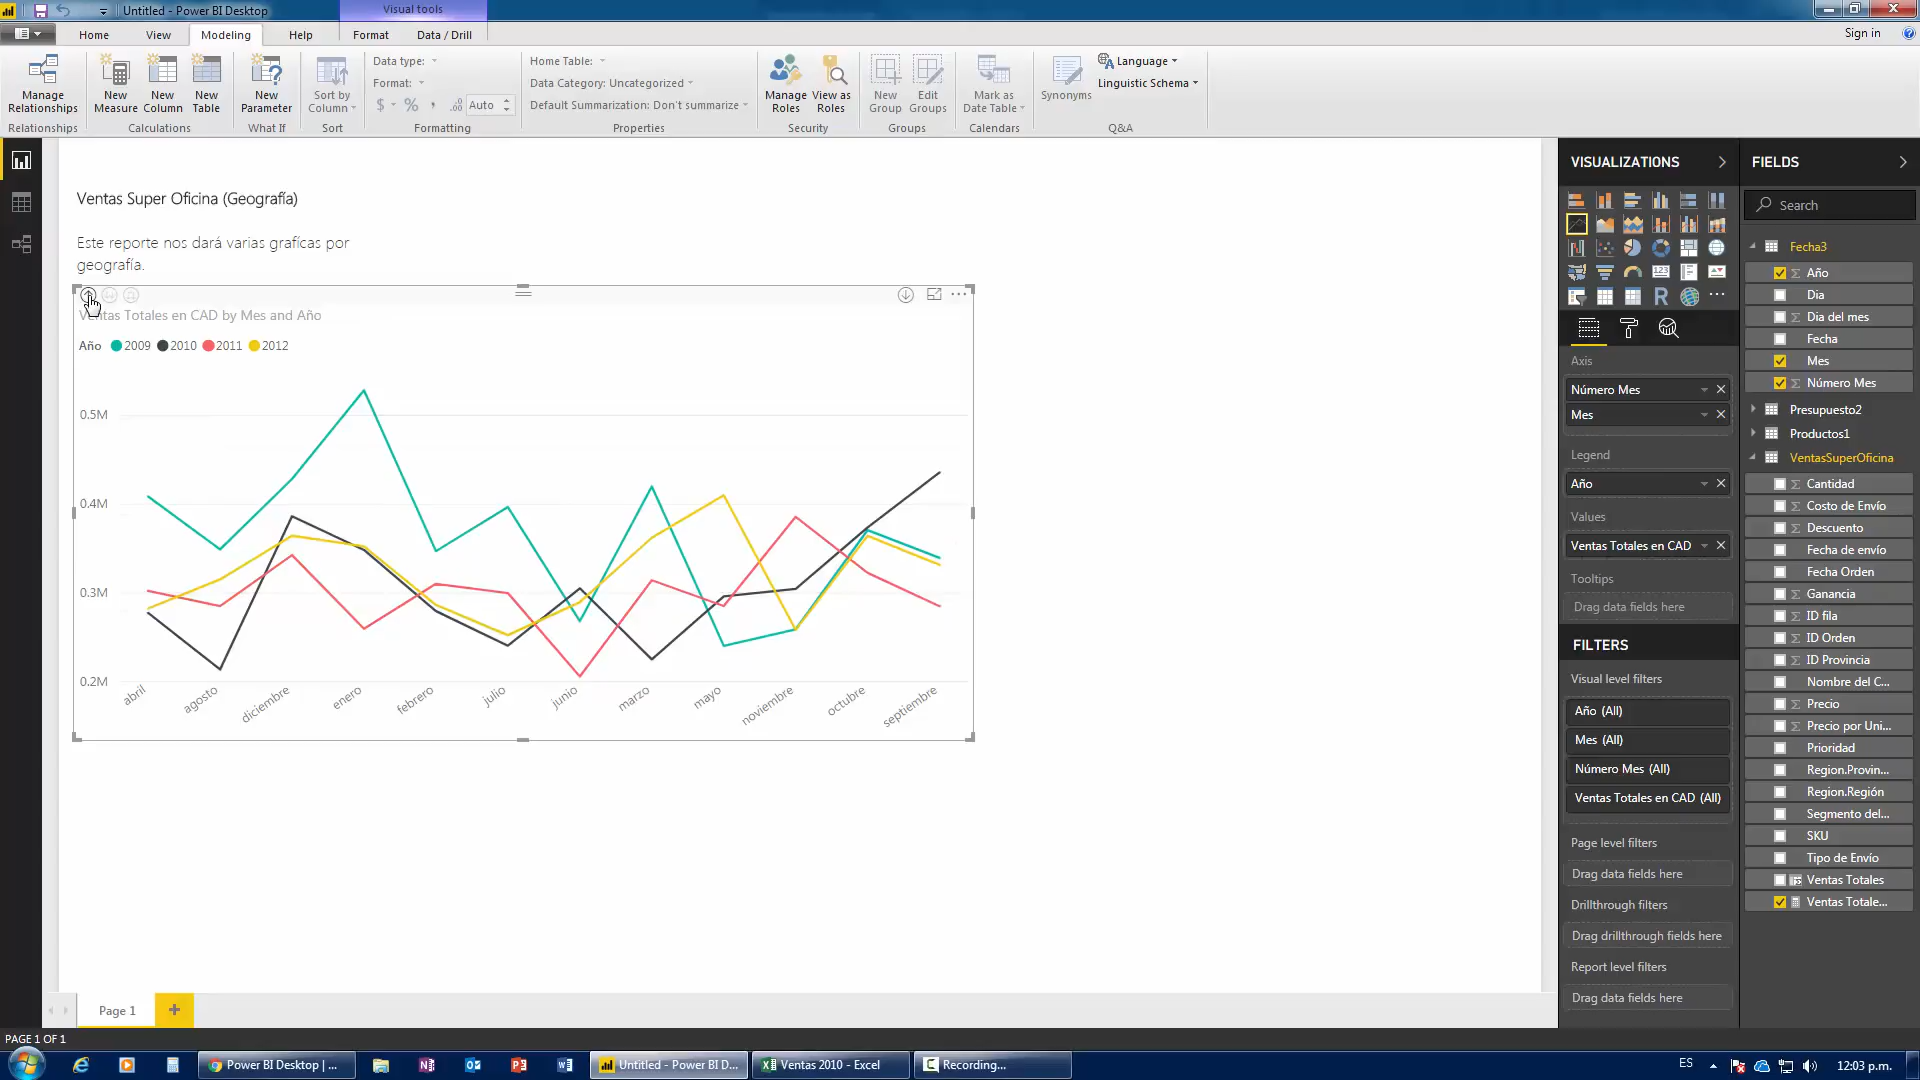 Untitled - Power BI Desktop
Visual tools
Home
View
Modeling
Help
Format
Data / Drill
Sign in
Manage Relationships
New Measure
New Column
New Table
New Parameter
Sort by Column
Data type:
Format:
$ % , Auto
Home Table:
Data Category: Uncategorized
Default Summarization: Don't summarize
Manage Roles
View as Roles
New Group
Edit Groups
Mark as Date Table
Synonyms
Language
Linguistic Schema
Relationships
Calculations
What If
Sort
Formatting
Properties
Security
Groups
Calendars
Q&A
Ventas Super Oficina (Geografía)
Este reporte nos dará varias grafícas por
geografía.
Ventas Totales en CAD by Mes and Año
Año 2009 2010 2011 2012
0.5M
0.4M
0.3M
0.2M
abril
agosto
diciembre
enero
febrero
julio
junio
marzo
mayo
noviembre
octubre
septiembre
VISUALIZATIONS
Axis
Número Mes
Mes
Legend
Año
Values
Ventas Totales en CAD
Tooltips
Drag data fields here
FILTERS
Visual level filters
Año (All)
Mes (All)
Número Mes (All)
Ventas Totales en CAD (All)
Page level filters
Drag data fields here
Drillthrough filters
Drag drillthrough fields here
Report level filters
Drag data fields here
FIELDS
Search
Fecha3
Año
Dia
Dia del mes
Fecha
Mes
Número Mes
Presupuesto2
Productos1
VentasSuperOficina
Cantidad
Costo de Envío
Descuento
Fecha de envío
Fecha Orden
Ganancia
ID fila
ID Orden
ID Provincia
Nombre del C...
Precio
Precio por Uni...
Prioridad
Region.Provin...
Region.Región
Segmento del...
SKU
Tipo de Envío
Ventas Totales
Ventas Totale...
Page 1
PAGE 1 OF 1
Power BI Desktop | ...
Untitled - Power BI D...
Ventas 2010 - Excel
Recording...
ES
12:03 p.m.